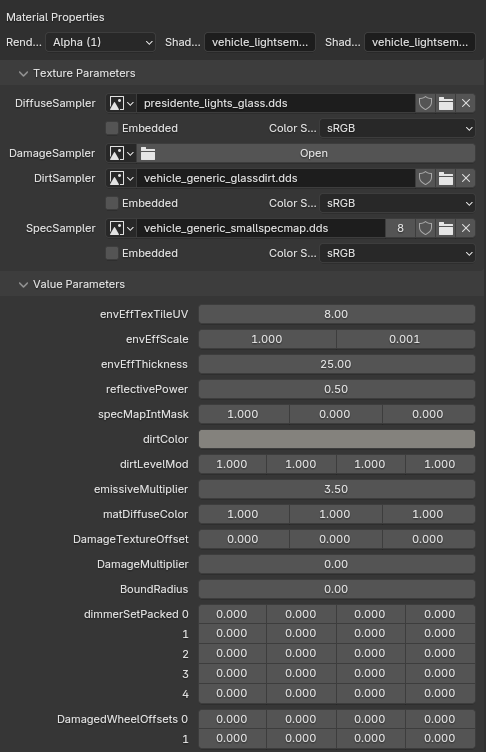 Material Properties
Rend... Alpha (1) Shad... vehicle_lightsem... Shad... vehicle_lightsem...
Texture Parameters
DiffuseSampler presidente_lights_glass.dds
Embedded Color S... sRGB
DamageSampler Open
DirtSampler vehicle_generic_glassdirt.dds
Embedded Color S... sRGB
SpecSampler vehicle_generic_smallspecmap.dds 8
Embedded Color S... sRGB
Value Parameters
envEffTexTileUV 8.00
envEffScale 1.000 0.001
envEffThickness 25.00
reflectivePower 0.50
specMapIntMask 1.000 0.000 0.000
dirtColor
dirtLevelMod 1.000 1.000 1.000 1.000
emissiveMultiplier 3.50
matDiffuseColor 1.000 1.000 1.000
DamageTextureOffset 0.000 0.000 0.000
DamageMultiplier 0.00
BoundRadius 0.00
dimmerSetPacked 0 0.000 0.000 0.000 0.000
1 0.000 0.000 0.000 0.000
2 0.000 0.000 0.000 0.000
3 0.000 0.000 0.000 0.000
4 0.000 0.000 0.000 0.000
DamagedWheelOffsets 0 0.000 0.000 0.000 0.000
1 0.000 0.000 0.000 0.000